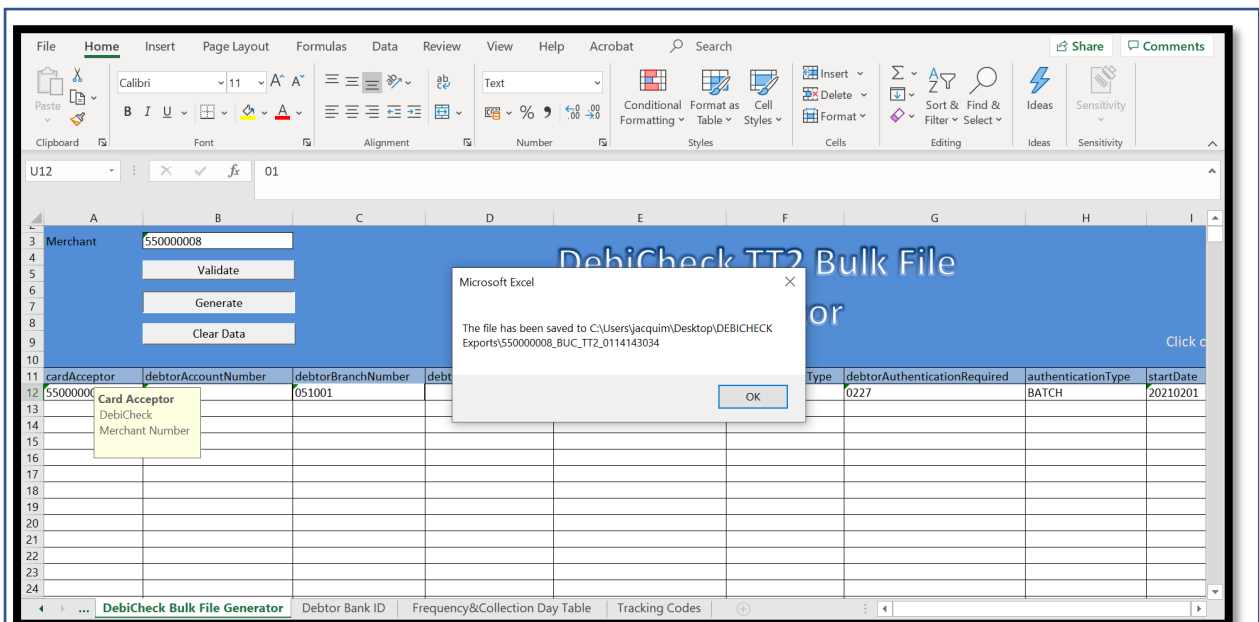 File Home Insert Page Layout Formulas Data Review View Help Acrobat Search Share Comments
Calibri 11 A A ab Text Insert
Paste Conditional Format as Cell Delete Sort & Find & Ideas Sensitivity
B I U A % Formatting Table Styles Format Filter Select
Clipboard Font Alignment Number Styles Cells Editing Ideas Sensitivity
U12 fx 01
A B C D E F G H I
3 Merchant 550000008
4 DebiCheck TT2 Bulk File
5 Validate
6 Microsoft Excel
7 Generate or
8 Clear Data The file has been saved to C:\Users\jacquim\Desktop\DEBICHECK
9 Exports\550000008_BUC_TT2_0114143034 Click
10
11 cardAcceptor debtorAccountNumber debtorBranchNumber Type debtorAuthenticationRequired authenticationType startDate
12 051001 OK 0227 BATCH 20210201
Card Acceptor
13 DebiCheck
14 Merchant Number
15
16
17
18
19
20
21
22
23
24
... DebiCheck Bulk File Generator Debtor Bank ID Frequency&Collection Day Table Tracking Codes